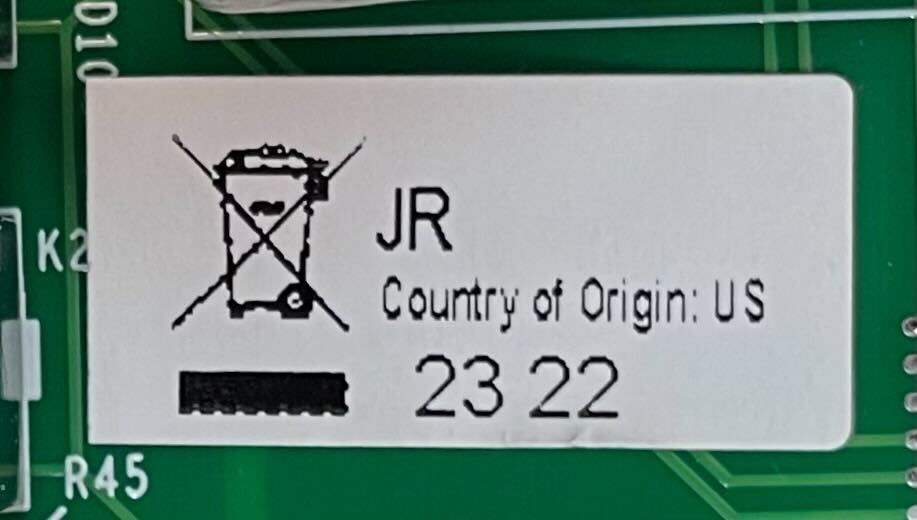 D10
JR
K2
Country of Origin: US
23 22
R45